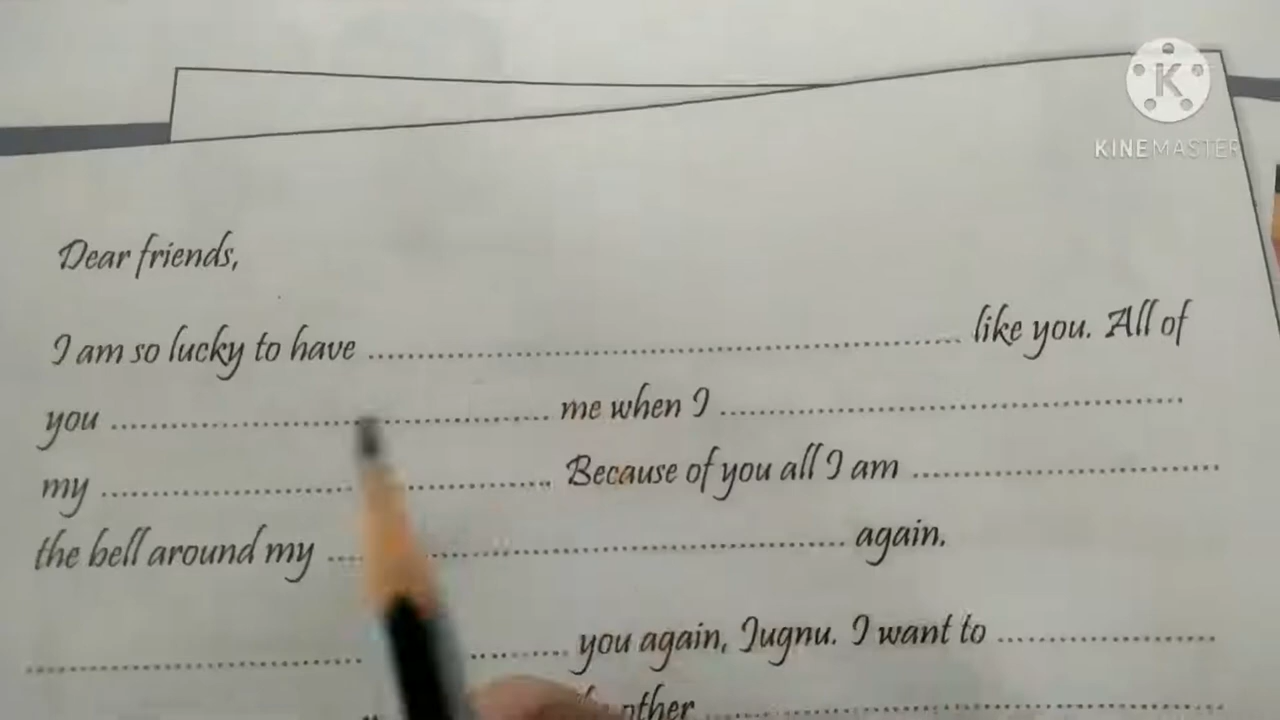 KINEMASTER
Dear friends,
I am so lucky to have .................... like you. All of
you .................... me when I ....................
my .................... Because of you all I am ....................
the bell around my .................... again.
.................... you again, Jugnu. I want to ....................
other ....................